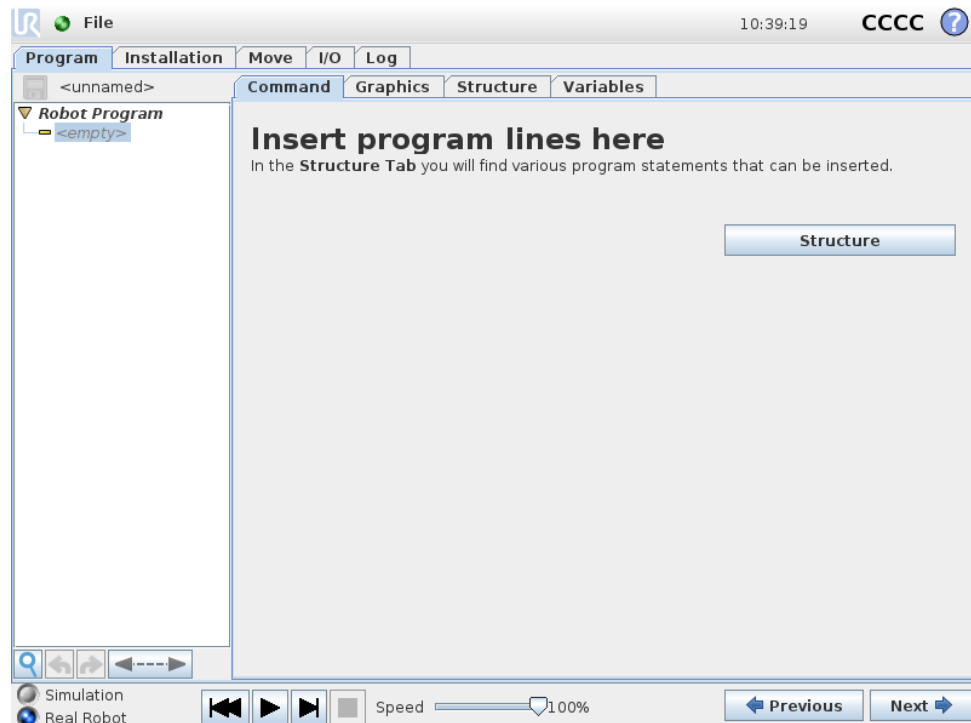 UR File 10:39:19 CCCC ?
Program Installation Move I/O Log
<unnamed> Command Graphics Structure Variables
Robot Program
<empty>
Insert program lines here
In the Structure Tab you will find various program statements that can be inserted.
Structure
Simulation
Real Robot
Speed 100% Previous Next